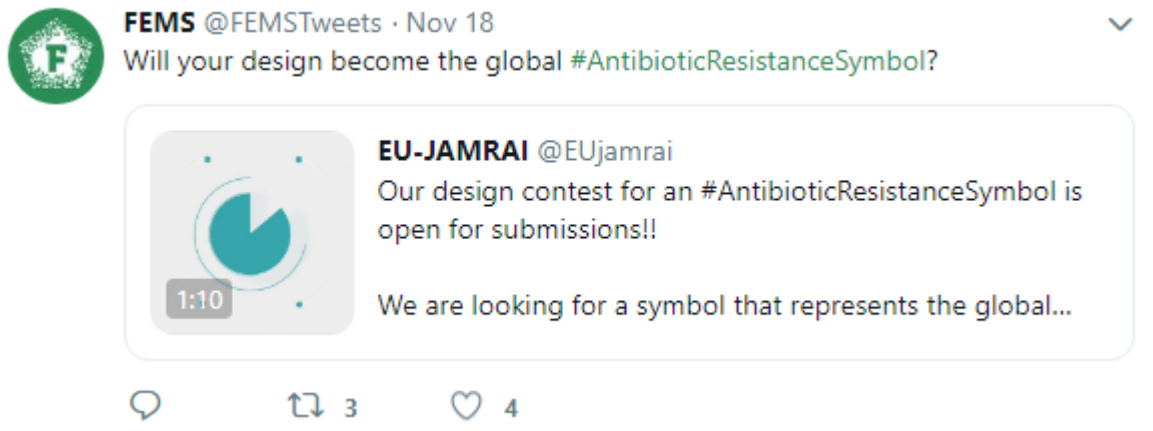 FEMS @FEMSTweets · Nov 18
Will your design become the global #AntibioticResistanceSymbol?
F
EU-JAMRAI @EUjamrai
Our design contest for an #AntibioticResistanceSymbol is
open for submissions!!
1:10
We are looking for a symbol that represents the global...
3
4